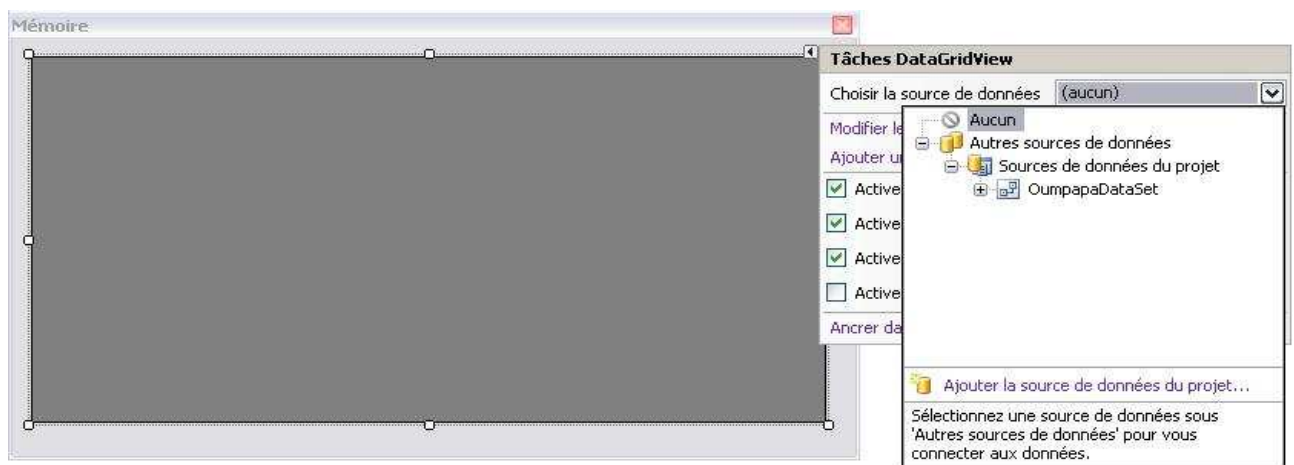 Mémoire
Tâches DataGridView
Choisir la source de données (aucun)
Modifier le
Ajouter u
Active
Active
Active
Active
Ancrer da
Aucun
Autres sources de données
Sources de données du projet
OumpapaDataSet
Ajouter la source de données du projet...
Sélectionnez une source de données sous
'Autres sources de données' pour vous
connecter aux données.